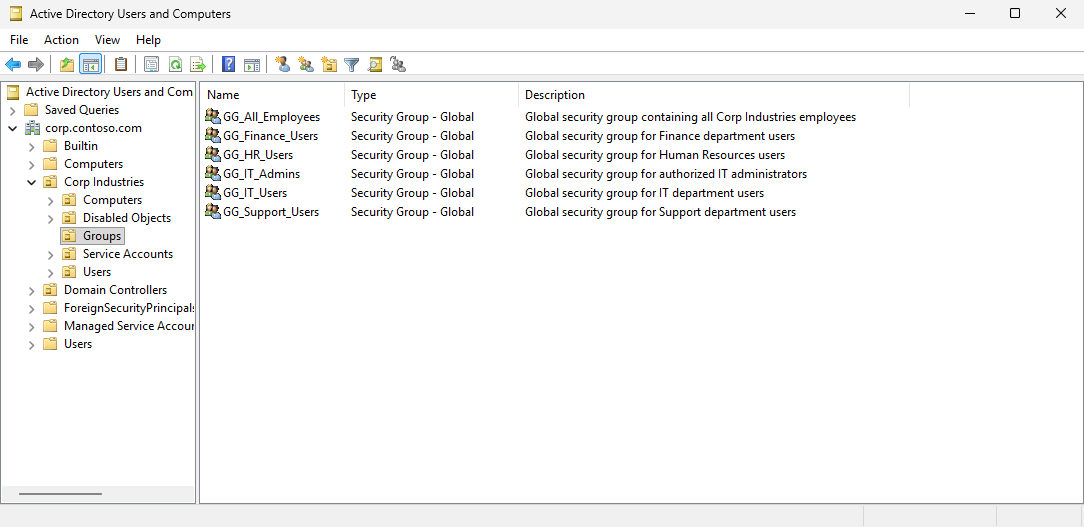 Active Directory Users and Computers
File Action View Help
Active Directory Users and Com
Saved Queries
corp.contoso.com
Builtin
Computers
Corp Industries
Computers
Disabled Objects
Groups
Service Accounts
Users
Domain Controllers
ForeignSecurityPrincipals
Managed Service Accour
Users
Name Type Description
GG_All_Employees Security Group - Global Global security group containing all Corp Industries employees
GG_Finance_Users Security Group - Global Global security group for Finance department users
GG_HR_Users Security Group - Global Global security group for Human Resources users
GG_IT_Admins Security Group - Global Global security group for authorized IT administrators
GG_IT_Users Security Group - Global Global security group for IT department users
GG_Support_Users Security Group - Global Global security group for Support department users